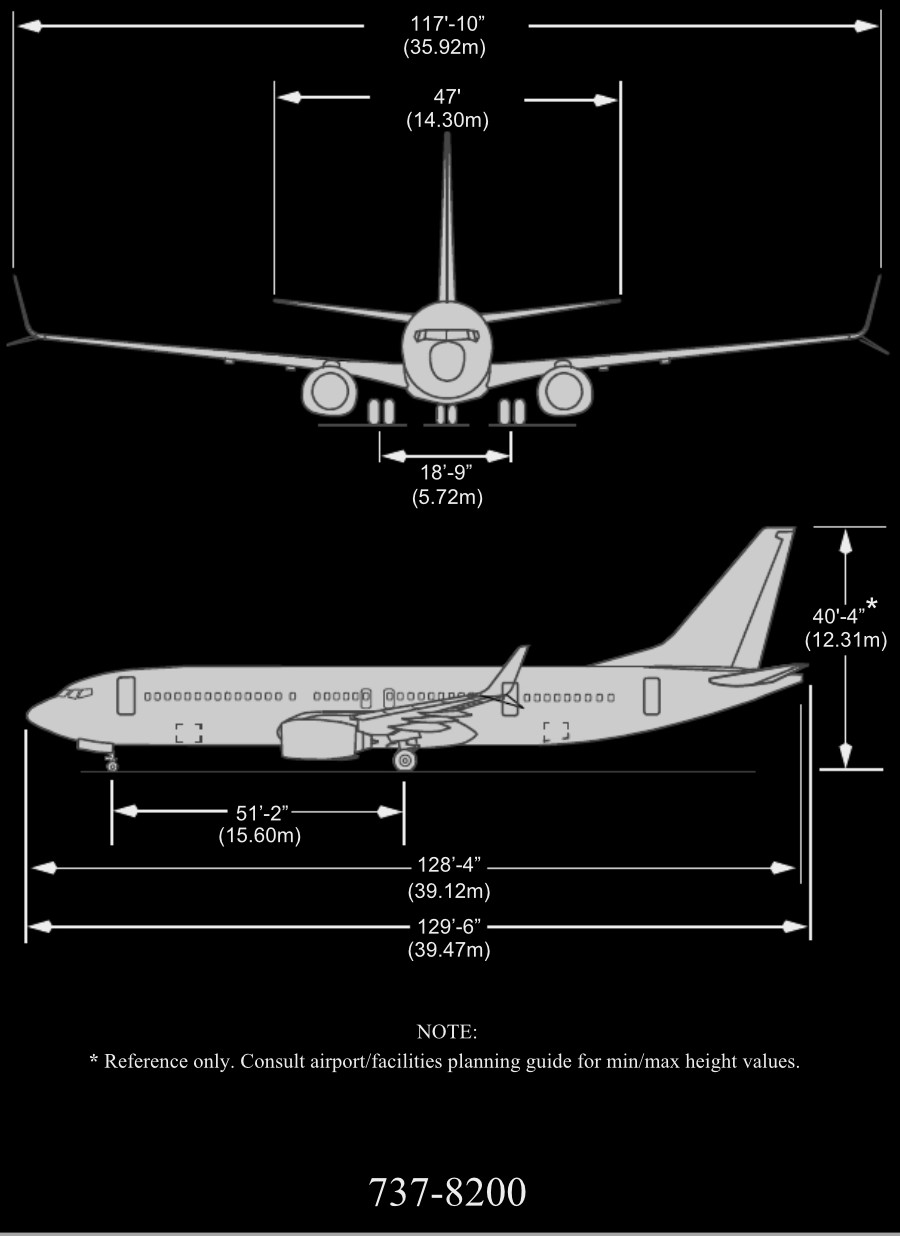 117'-10”
(35.92m)
47'
(14.30m)
18’-9”
(5.72m)
40'-4”*
(12.31m)
51’-2”
(15.60m)
128’-4”
(39.12m)
129’-6”
(39.47m)
NOTE:
* Reference only. Consult airport/facilities planning guide for min/max height values.
737-8200